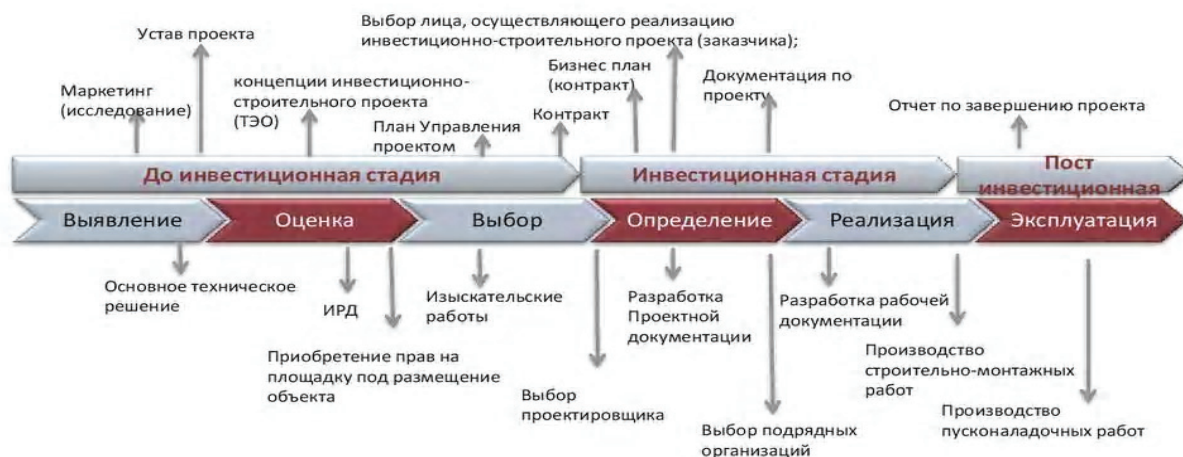 Устав проекта
Маркетинг
(исследование)
концепции инвестиционно-
строительного проекта
(ТЭО)
План Управления
проектом
Контракт
Выбор лица, осуществляющего реализацию
инвестиционно-строительного проекта (заказчика);
Бизнес план
(контракт)
Документация по
проекту
Отчет по завершению проекта
До инвестиционная стадия
Инвестиционная стадия
Пост
инвестиционная
Выявление
Оценка
Выбор
Определение
Реализация
Эксплуатация
Основное техническое
решение
ИРД
Приобретение прав на
площадку под размещение
объекта
Изыскательские
работы
Выбор
проектировщика
Разработка
Проектной
документации
Выбор подрядных
организаций
Разработка рабочей
документации
Производство
строительно-монтажных
работ
Производство
пусконаладочных работ